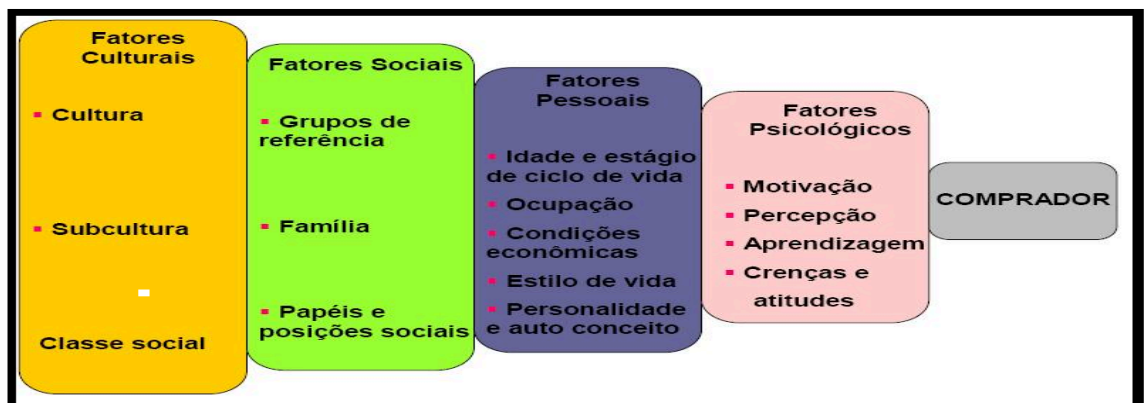 Fatores
Culturais
▪ Cultura
▪ Subcultura
▪
Classe social
Fatores Sociais
▪ Grupos de
referência
▪ Família
▪ Papéis e
posições sociais
Fatores
Pessoais
▪ Idade e estágio
de ciclo de vida
▪ Ocupação
▪ Condições
econômicas
▪ Estilo de vida
▪ Personalidade
e auto conceito
Fatores
Psicológicos
▪ Motivação
▪ Percepção
▪ Aprendizagem
▪ Crenças e
atitudes
COMPRADOR